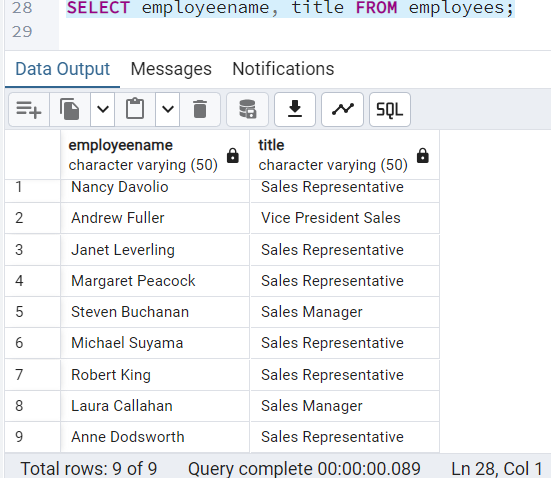 28 SELECT employeename, title FROM employees;
29
Data Output Messages Notifications
SQL
employeename title
character varying (50) character varying (50)
1 Nancy Davolio Sales Representative
2 Andrew Fuller Vice President Sales
3 Janet Leverling Sales Representative
4 Margaret Peacock Sales Representative
5 Steven Buchanan Sales Manager
6 Michael Suyama Sales Representative
7 Robert King Sales Representative
8 Laura Callahan Sales Manager
9 Anne Dodsworth Sales Representative
Total rows: 9 of 9 Query complete 00:00:00.089 Ln 28, Col 1